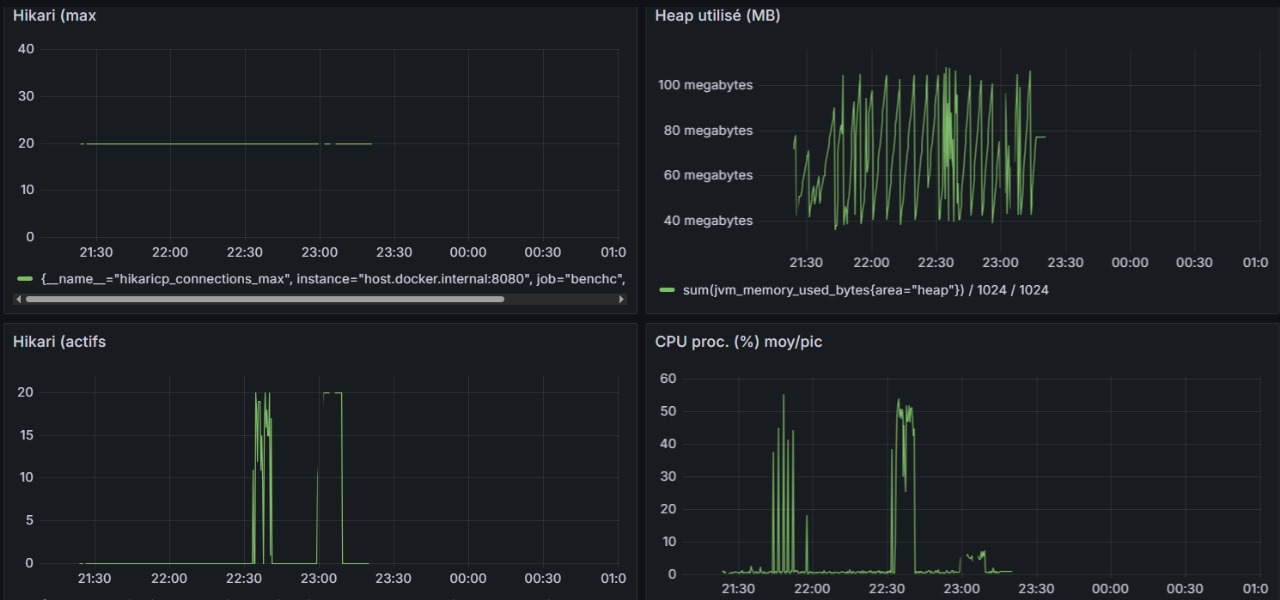 Hikari (max
40
30
20
10
0
21:30 22:00 22:30 23:00 23:30 00:00 00:30 01:0
{__name__="hikaricp_connections_max", instance="host.docker.internal:8080", job="benchc",
Heap utilisé (MB)
100 megabytes
80 megabytes
60 megabytes
40 megabytes
21:30 22:00 22:30 23:00 23:30 00:00 00:30 01:0
sum(jvm_memory_used_bytes{area="heap"}) / 1024 / 1024
Hikari (actifs
20
15
10
5
0
21:30 22:00 22:30 23:00 23:30 00:00 00:30 01:0
CPU proc. (%) moy/pic
60
50
40
30
20
10
0
21:30 22:00 22:30 23:00 23:30 00:00 00:30 01:0